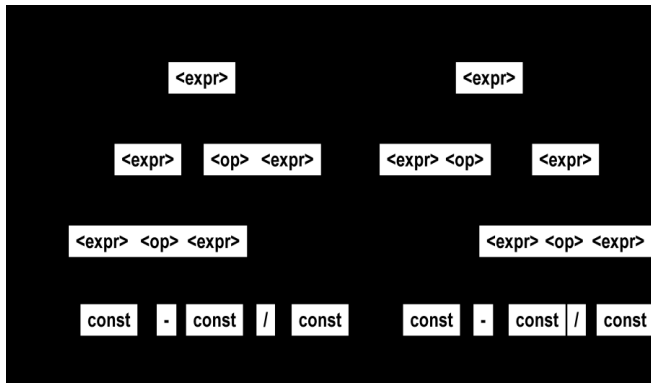 <expr> <expr>
<expr> <op> <expr> <expr> <op> <expr>
<expr> <op> <expr> <expr> <op> <expr>
const - const / const const - const / const